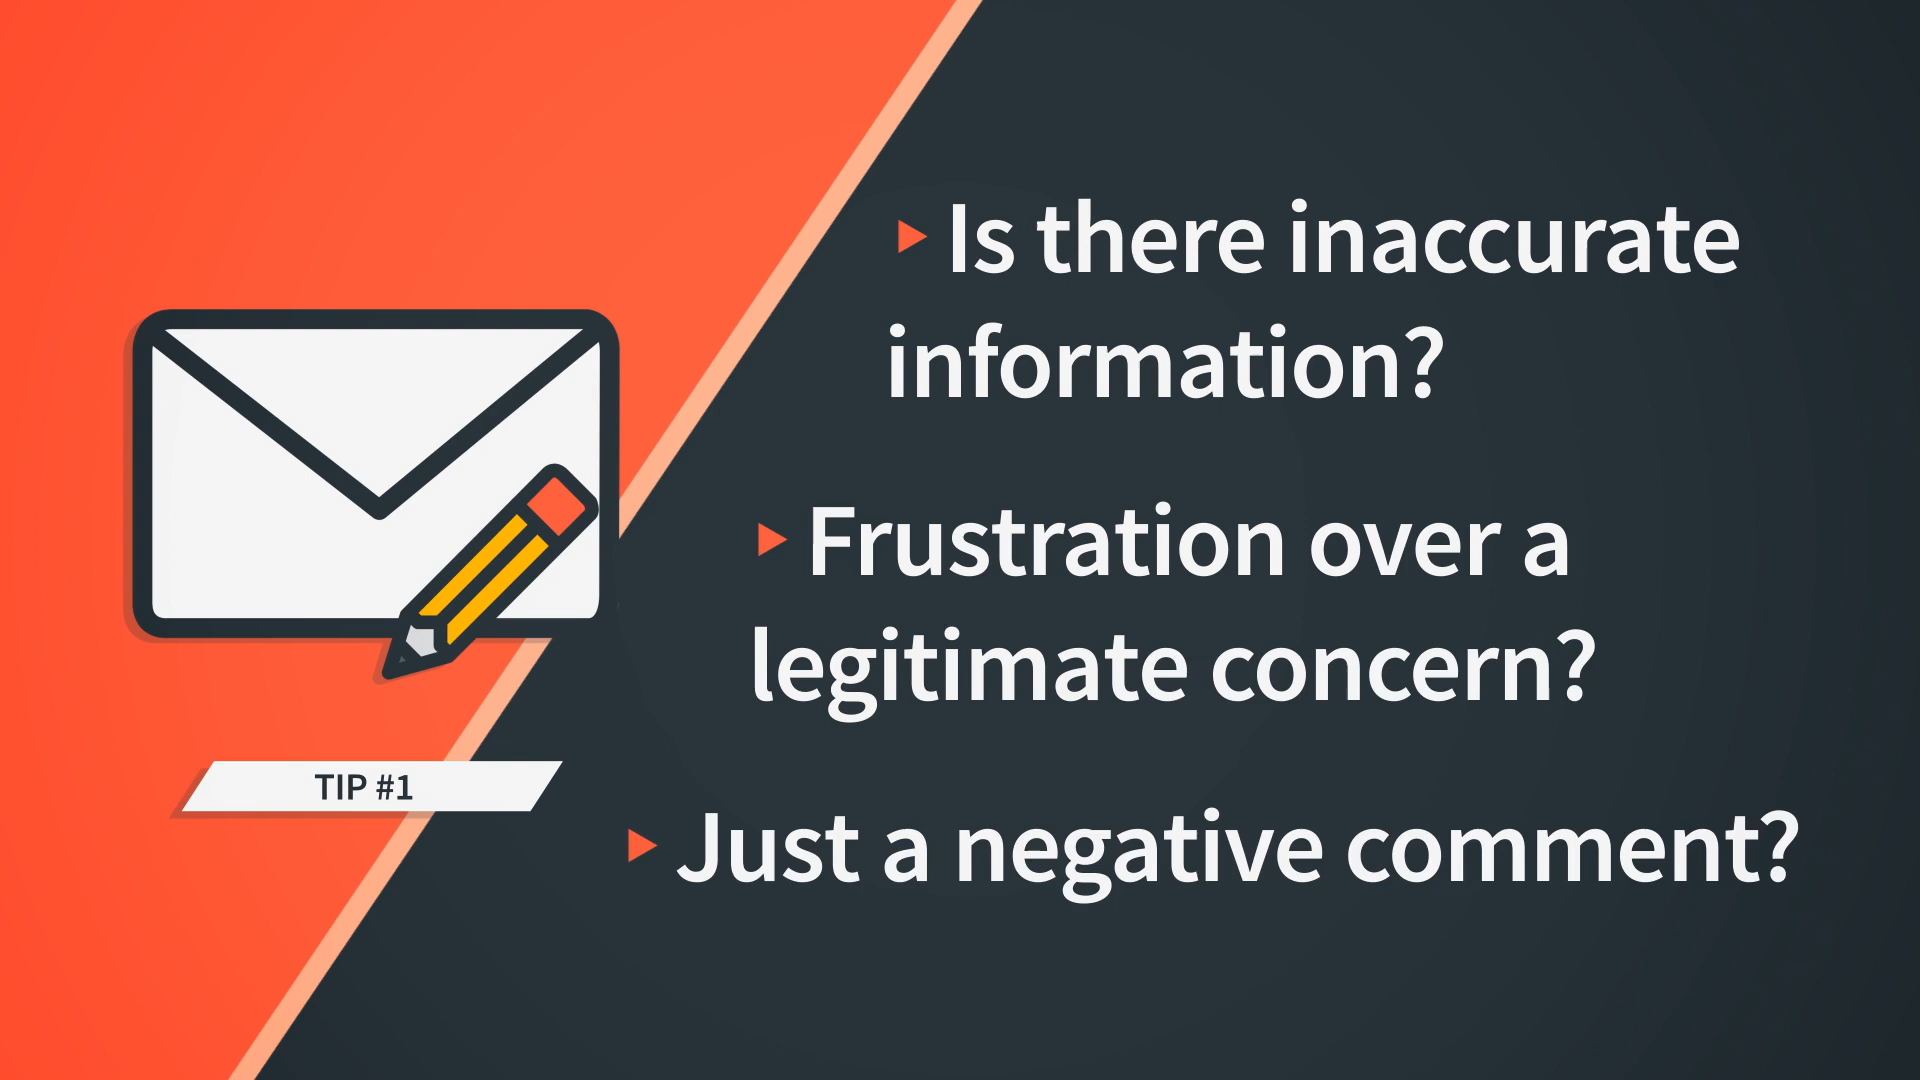 Is there inaccurate
information?
Frustration over a
legitimate concern?
Just a negative comment?
TIP #1